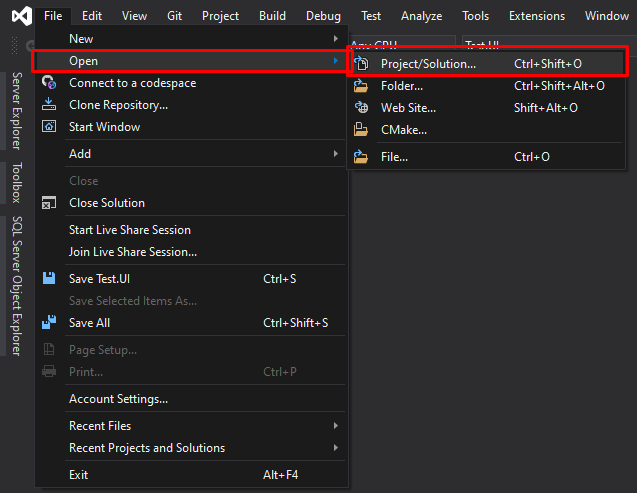 File Edit View Git Project Build Debug Test Analyze Tools Extensions Window
Any CPU Test.UI
Server Explorer
Toolbox
SQL Server Object Explorer
New
Open
Connect to a codespace
Clone Repository...
Start Window
Add
Close
Close Solution
Start Live Share Session
Join Live Share Session...
Save Test.UI Ctrl+S
Save Selected Items As...
Save All Ctrl+Shift+S
Page Setup...
Print... Ctrl+P
Account Settings...
Recent Files
Recent Projects and Solutions
Exit Alt+F4
Project/Solution... Ctrl+Shift+O
Folder... Ctrl+Shift+Alt+O
Web Site... Shift+Alt+O
CMake...
File... Ctrl+O